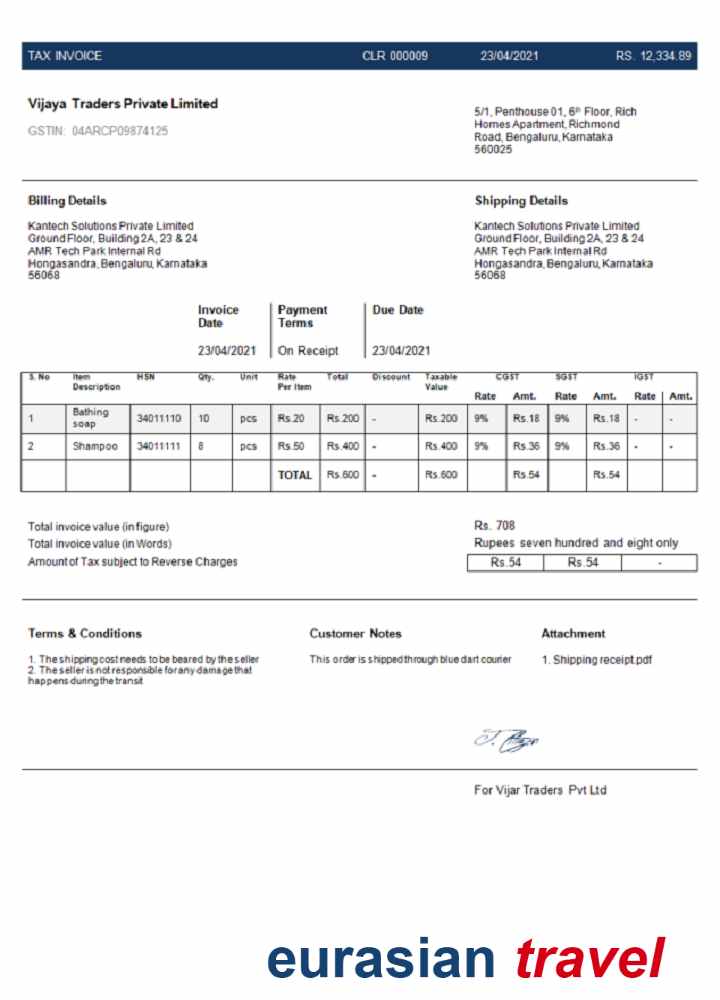 TAX INVOICE CLR 000009 23/04/2021 RS. 12,334.89
Vijaya Traders Private Limited
GSTIN: 04ARCP09874125
5/1, Penthouse 01, 6th Floor, Rich
Homes Apartment, Richmond
Road, Bengaluru, Karnataka
560025
Billing Details
Kantech Solutions Private Limited
Ground Floor, Building 2A, 23 & 24
AMR Tech Park Internal Rd
Hongasandra, Bengaluru, Karnataka
56068
Shipping Details
Kantech Solutions Private Limited
Ground Floor, Building 2A, 23 & 24
AMR Tech Park Internal Rd
Hongasandra, Bengaluru, Karnataka
56068
Invoice Date Payment Terms Due Date
23/04/2021 On Receipt 23/04/2021
S. No Item Description HSN Qty. Unit Rate Per Item Total Discount Taxable Value CGST SGST IGST
Rate Amt. Rate Amt. Rate Amt.
1 Bathing soap 34011110 10 pcs Rs.20 Rs.200 - Rs.200 9% Rs.18 9% Rs.18 - -
2 Shampoo 34011111 8 pcs Rs.50 Rs.400 - Rs.400 9% Rs.36 9% Rs.36 - -
TOTAL Rs.600 - Rs.600 Rs.54 Rs.54
Total invoice value (in figure) Rs. 708
Total invoice value (in Words) Rupees seven hundred and eight only
Amount of Tax subject to Reverse Charges Rs.54 Rs.54 -
Terms & Conditions
1. The shipping cost needs to be beared by the seller
2. The seller is not responsible for any damage that
happens during the transit
Customer Notes
This order is shipped through blue dart courier
Attachment
1. Shipping receipt.pdf
For Vijar Traders Pvt Ltd
eurasian travel